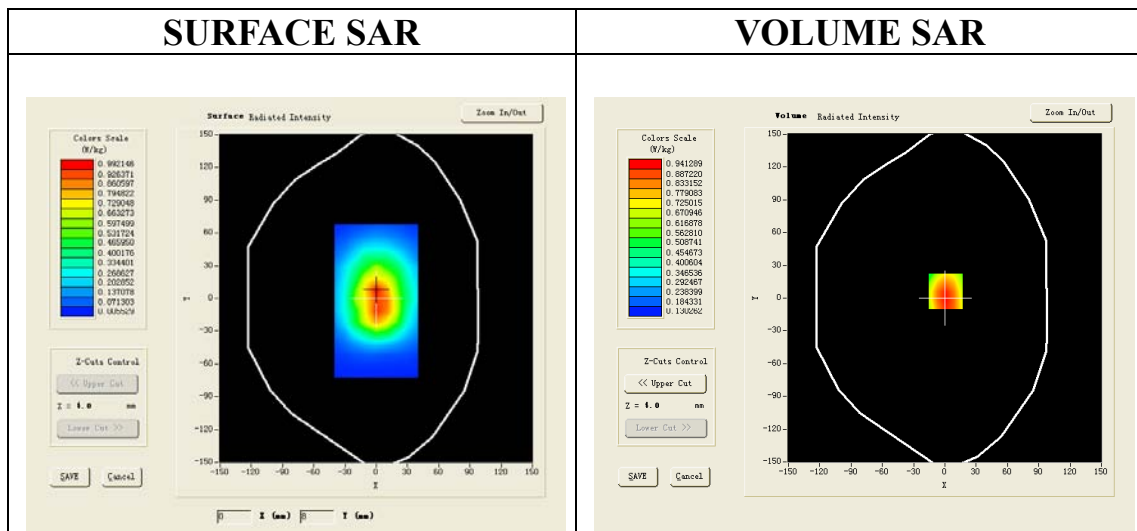 SURFACE SAR
VOLUME SAR
Surface Radiated Intensity
Zoom In/Out
Colors Scale
(W/kg)
0.992146
0.926371
0.860597
0.794822
0.729048
0.663273
0.597499
0.531724
0.465950
0.400176
0.334401
0.268627
0.202852
0.137078
0.071303
0.005529
150
120
90
60
30
0
-30
-60
-90
-120
-150
Y
-150 -120 -90 -60 -30 0 30 60 90 120 150
X
Z-Cuts Control
<< Upper Cut
Z = 4.0 mm
Lower Cut >>
SAVE
Cancel
0 X (mm) 8 Y (mm)
Volume Radiated Intensity
Zoom In/Out
Colors Scale
(W/kg)
0.941289
0.887220
0.833152
0.779083
0.725015
0.670946
0.616878
0.562810
0.508741
0.454673
0.400604
0.346536
0.292467
0.238399
0.184331
0.130262
150
120
90
60
30
0
-30
-60
-90
-120
-150
Y
-150 -120 -90 -60 -30 0 30 60 90 120 150
X
Z-Cuts Control
<< Upper Cut
Z = 4.0 mm
Lower Cut >>
SAVE
Cancel